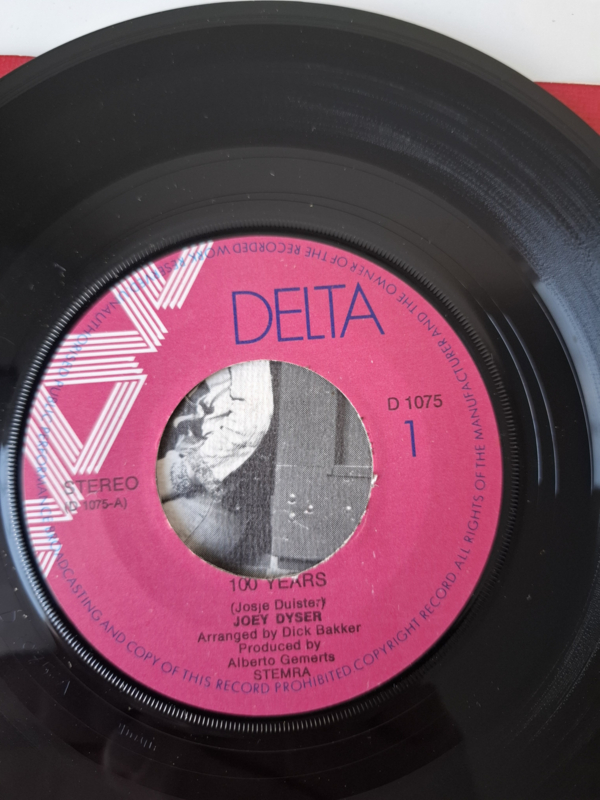 DELTA
D 1075
1
STEREO
(D 1075-A)
100 YEARS
(Josje Duister)
JOEY DYSER
Arranged by Dick Bakker
Produced by
Alberto Gemerts
STEMRA
ALL RIGHTS OF THE MANUFACTURER AND THE OWNER OF THE RECORDED WORK RESERVED. UNAUTHORISED PUBLIC PERFORMANCE, BROADCASTING AND COPY OF THIS RECORD PROHIBITED. COPYRIGHT RECORD.